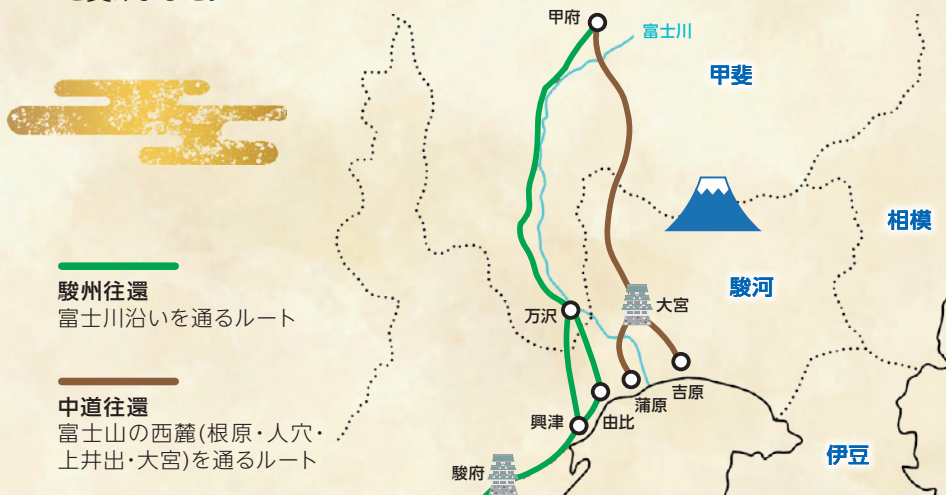 甲府
富士川
甲斐
相模
駿河
大宮
万沢
吉原
蒲原
由比
興津
駿府
伊豆
駿州往還
富士川沿いを通るルート
中道往還
富士山の西麓(根原・人穴・
上井出・大宮)を通るルート